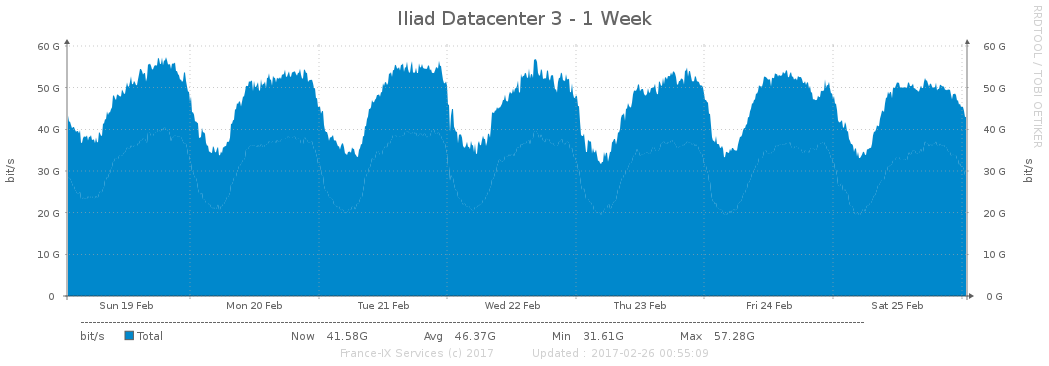 Iliad Datacenter 3 - 1 Week
RRDTOOL / TOBI OETIKER
60 G 60 G
50 G 50 G
40 G 40 G
30 G 30 G
20 G 20 G
10 G 10 G
0 0 G
bit/s bit/s
Sun 19 Feb Mon 20 Feb Tue 21 Feb Wed 22 Feb Thu 23 Feb Fri 24 Feb Sat 25 Feb
bit/s Total Now 41.58G Avg 46.37G Min 31.61G Max 57.28G
France-IX Services (c) 2017 Updated : 2017-02-26 00:55:09